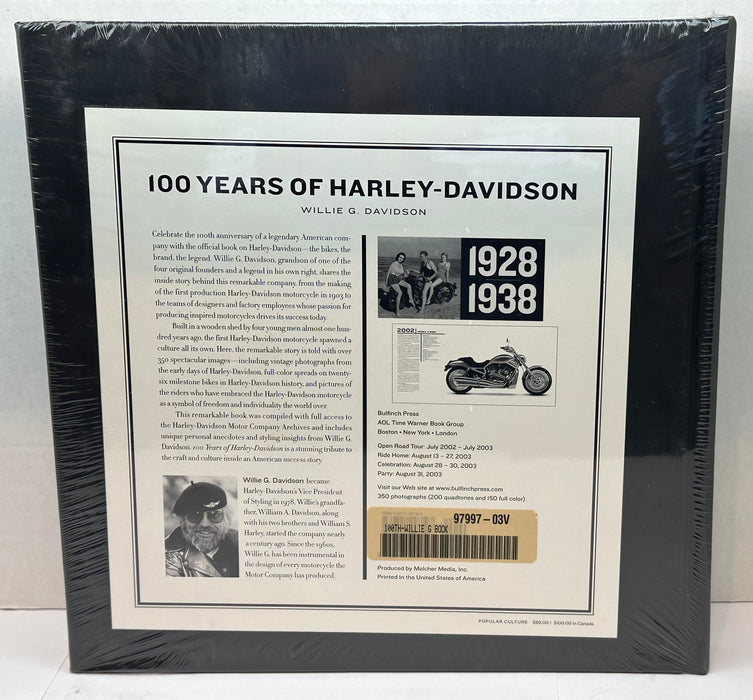 100 YEARS OF HARLEY-DAVIDSON
WILLIE G. DAVIDSON
Celebrate the 100th anniversary of a legendary American com-
pany with the official book on Harley-Davidson—the bikes, the
brand, the legend. Willie G. Davidson, grandson of one of the
four original founders and a legend in his own right, shares the
inside story behind this remarkable company, from the making
of the first production Harley-Davidson motorcycle in 1903 to
the teams of designers and factory employees whose passion for
producing inspired motorcycles drives its success today.
Built in a wooden shed by four young men almost one hun-
dred years ago, the first Harley-Davidson motorcycle spawned a
culture all its own. Here, the remarkable story is told with over
350 spectacular images—including vintage photographs from
the early days of Harley-Davidson, full-color spreads on twenty-
six milestone bikes in Harley-Davidson history, and pictures of
the riders who have embraced the Harley-Davidson motorcycle
as a symbol of freedom and individuality the world over.
This remarkable book was compiled with full access to
the Harley-Davidson Motor Company Archives and includes
unique personal anecdotes and styling insights from Willie G.
Davidson. 100 Years of Harley-Davidson is a stunning tribute to
the craft and culture inside an American success story.
Willie G. Davidson became
Harley-Davidson's Vice President
of Styling in 1978. Willie's grandfa-
ther, William A. Davidson, along
with his two brothers and William S.
Harley, started the company nearly
a century ago. Since the 1960s,
Willie G. has been instrumental in
the design of every motorcycle the
Motor Company has produced.
1928
1938
2002
Bulfinch Press
AOL Time Warner Book Group
Boston • New York • London
Open Road Tour: July 2002 – July 2003
Ride Home: August 13 – 27, 2003
Celebration: August 28 – 30, 2003
Party: August 31, 2003
Visit our Web site at www.bulfinchpress.com
350 photographs (200 quadtones and 150 full color)
97997-03V
100TH-WILLIE G BOOK
Produced by Melcher Media, Inc.
Printed in the United States of America
POPULAR CULTURE $65.00 / $100.00 in Canada